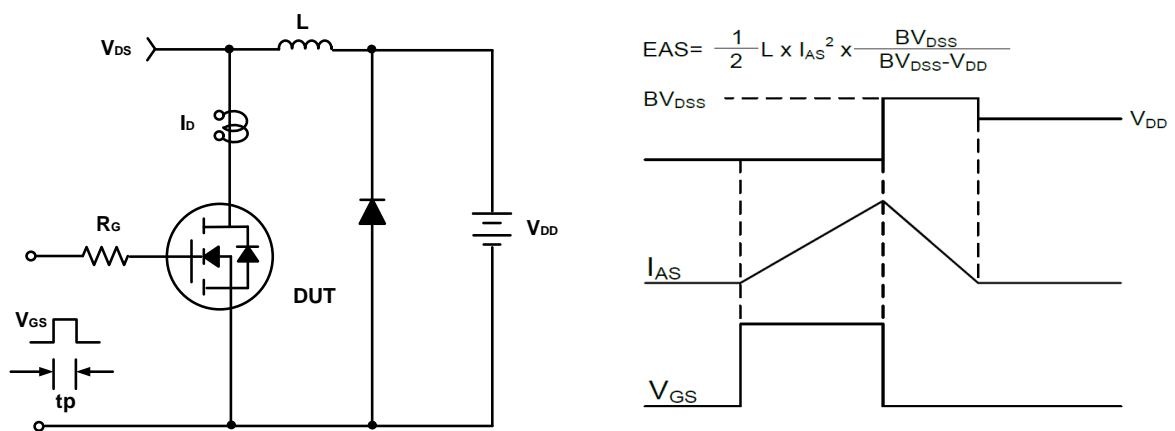 L
VDS
ID
RG
VDD
DUT
VGS
tp
EAS= 1/2 L x IAS² x BVDSS/BVDSS-VDD
BVDSS
VDD
IAS
VGS